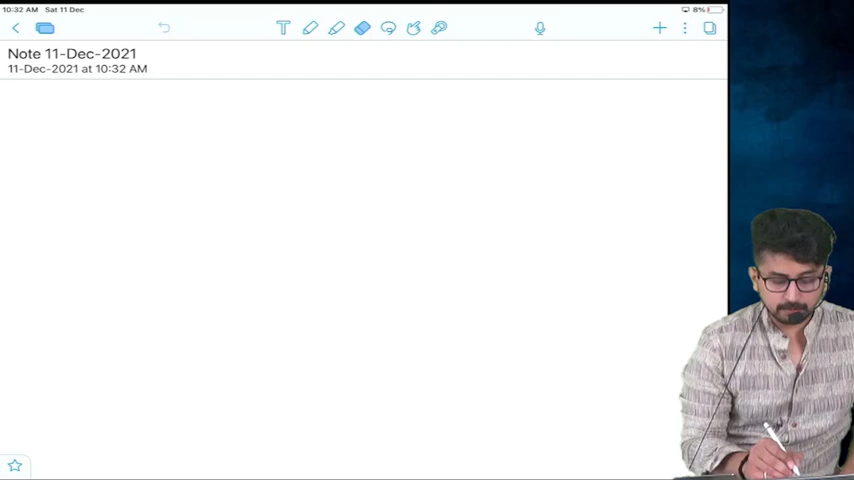 10:32 AM Sat 11 Dec 8%
T
Note 11-Dec-2021
11-Dec-2021 at 10:32 AM